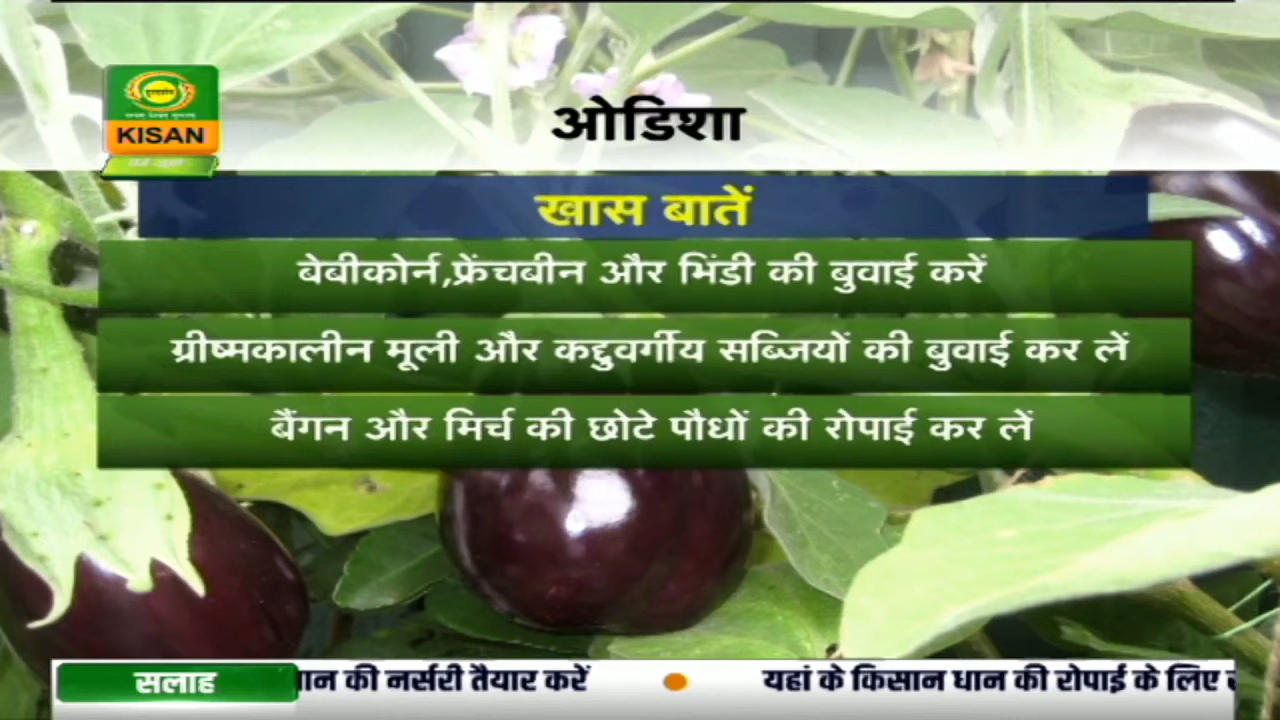 KISAN
ओडिशा
खास बातें
बेबीकोर्न,फ्रेंचबीन और भिंडी की बुवाई करें
ग्रीष्मकालीन मूली और कद्दुवर्गीय सब्जियों की बुवाई कर लें
बैंगन और मिर्च की छोटे पौधों की रोपाई कर लें
सलाह
की नर्सरी तैयार करें
यहां के किसान धान की रोपाई के लिए